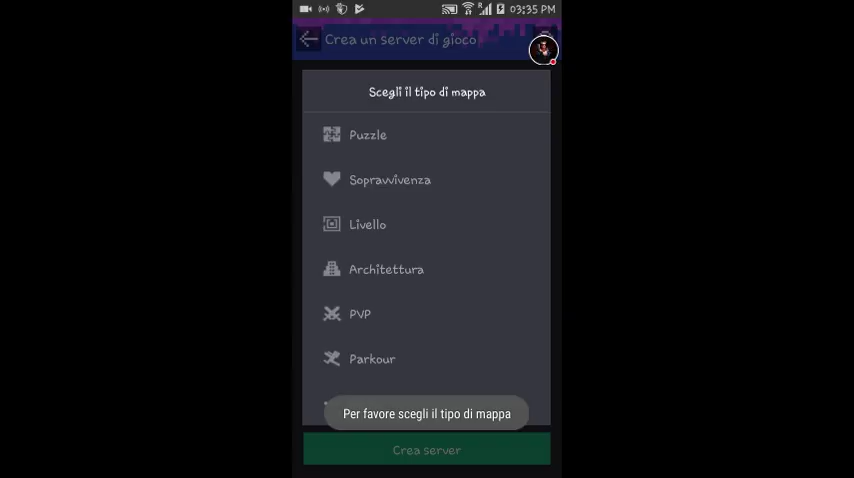 03:35 PM
Crea un server di gioco
Scegli il tipo di mappa
Puzzle
Sopravvivenza
Livello
Architettura
PVP
Parkour
Per favore scegli il tipo di mappa
Crea server